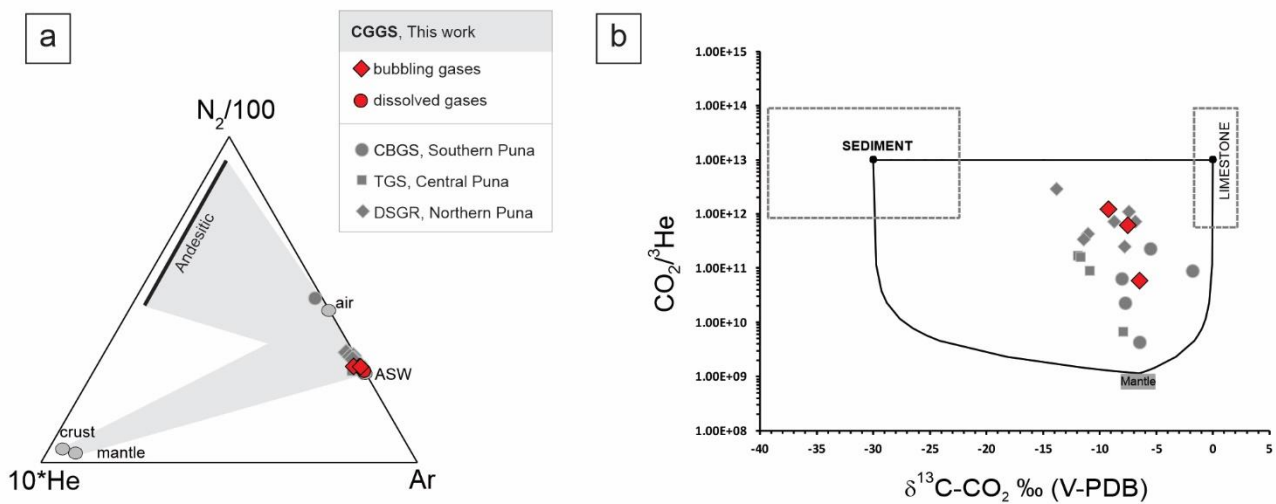 a
N2/100
Andesitic
air
ASW
crust
mantle
10*He
Ar
CGGS, This work
bubbling gases
dissolved gases
CBGS, Southern Puna
TGS, Central Puna
DSGR, Northern Puna
b
CO2/3He
1.00E+15
1.00E+14
1.00E+13
1.00E+12
1.00E+11
1.00E+10
1.00E+09
1.00E+08
SEDIMENT
LIMESTONE
Mantle
-40 -35 -30 -25 -20 -15 -10 -5 0 5
δ13C-CO2 ‰ (V-PDB)